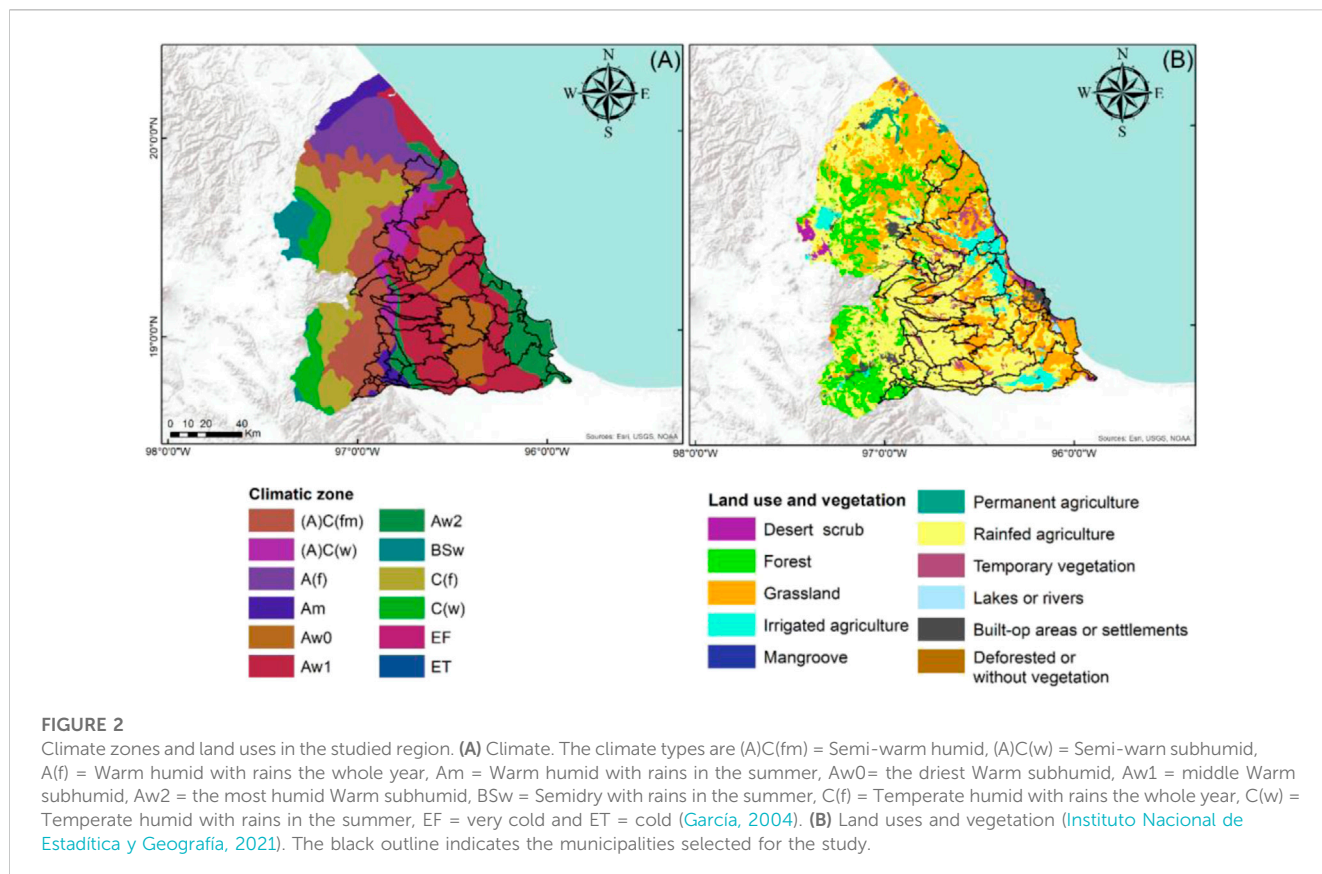 (A)
N
W E
S
20°0'0"N
19°0'0"N
0 10 20 40
Km
Sources: Esri, USGS, NOAA
98°0'0"W 97°0'0"W 96°0'0"W
(B)
N
W E
S
Sources: Esri, USGS, NOAA
98°0'0"W 97°0'0"W 96°0'0"W
Climatic zone
(A)C(fm)
(A)C(w)
A(f)
Am
Aw0
Aw1
Aw2
BSw
C(f)
C(w)
EF
ET
Land use and vegetation
Desert scrub
Forest
Grassland
Irrigated agriculture
Mangroove
Permanent agriculture
Rainfed agriculture
Temporary vegetation
Lakes or rivers
Built-op areas or settlements
Deforested or
without vegetation
FIGURE 2
Climate zones and land uses in the studied region. (A) Climate. The climate types are (A)C(fm) = Semi-warm humid, (A)C(w) = Semi-warn subhumid,
A(f) = Warm humid with rains the whole year, Am = Warm humid with rains in the summer, Aw0= the driest Warm subhumid, Aw1 = middle Warm
subhumid, Aw2 = the most humid Warm subhumid, BSw = Semidry with rains in the summer, C(f) = Temperate humid with rains the whole year, C(w) =
Temperate humid with rains in the summer, EF = very cold and ET = cold (García, 2004). (B) Land uses and vegetation (Instituto Nacional de
Estadítica y Geografía, 2021). The black outline indicates the municipalities selected for the study.